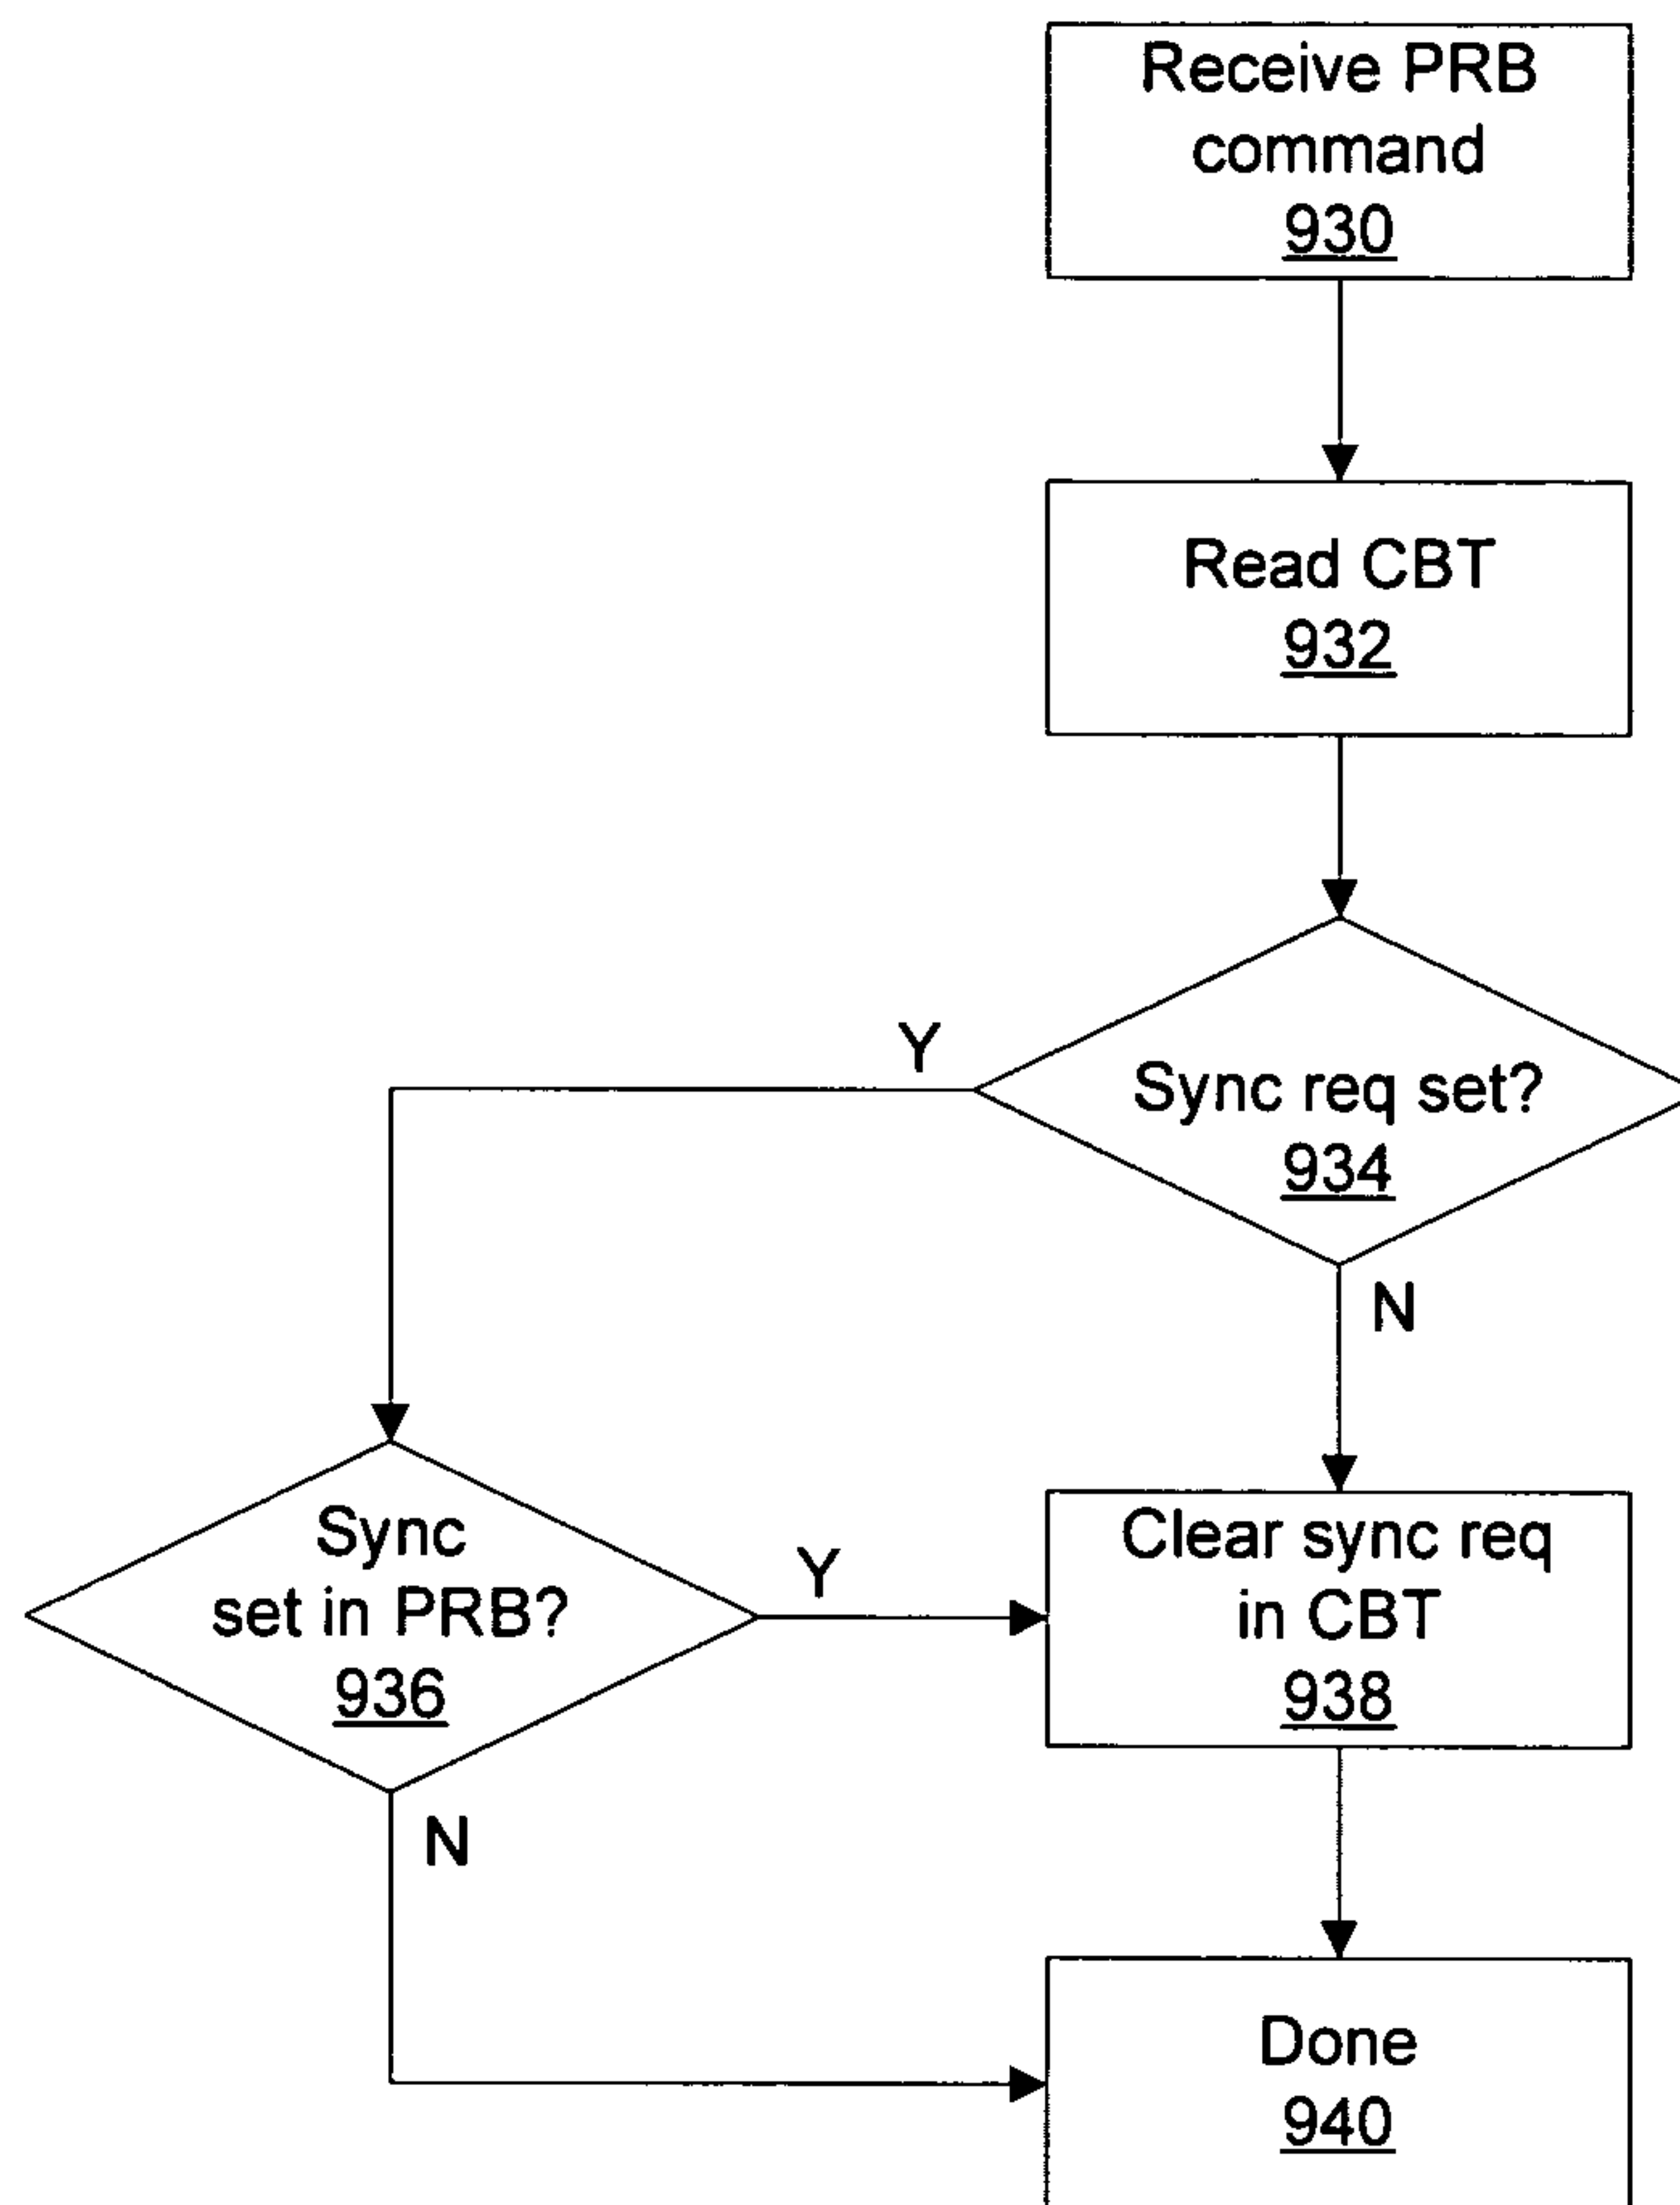 Receive PRB
command
930
Read CBT
932
Y
Sync req set?
934
N
Sync
set in PRB?
936
Y
Clear sync req
in CBT
938
N
Done
940